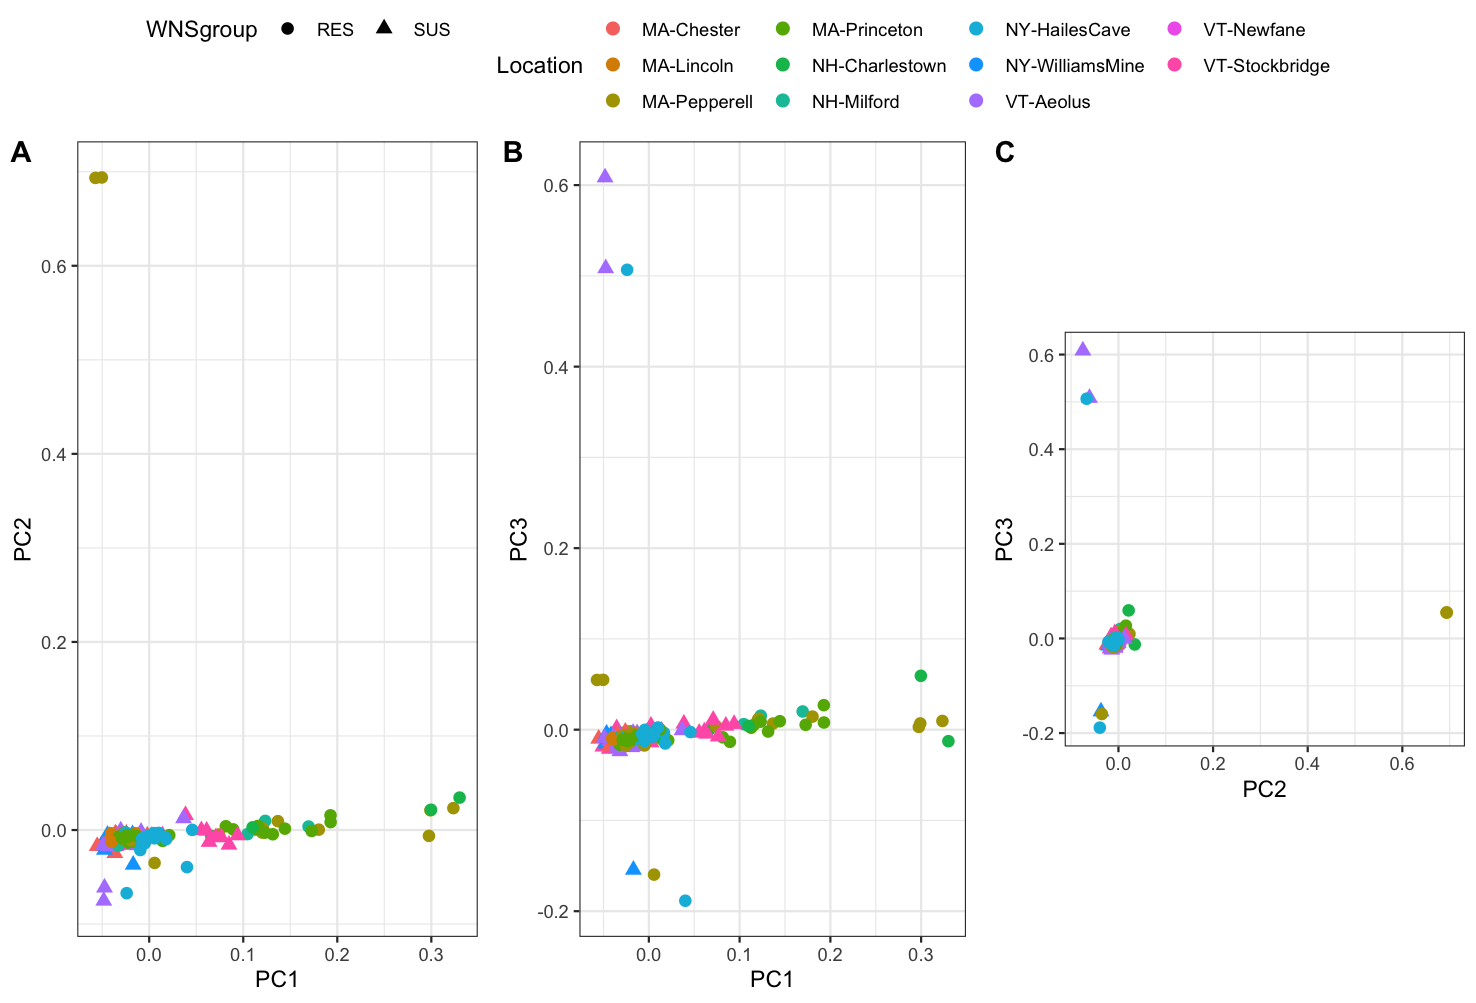 WNSgroup RES SUS
Location
MA-Chester MA-Princeton NY-HailesCave VT-Newfane
MA-Lincoln NH-Charlestown NY-WilliamsMine VT-Stockbridge
MA-Pepperell NH-Milford VT-Aeolus
A
PC2
0.6
0.4
0.2
0.0
0.0 0.1 0.2 0.3
PC1
B
PC3
0.6
0.4
0.2
0.0
-0.2
0.0 0.1 0.2 0.3
PC1
C
PC3
0.6
0.4
0.2
0.0
-0.2
0.0 0.2 0.4 0.6
PC2